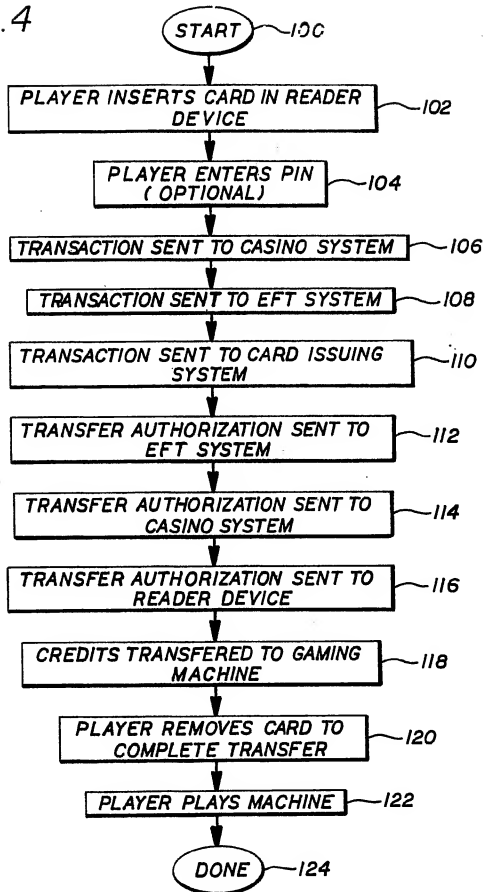 .4
START
100
PLAYER INSERTS CARD IN READER
DEVICE
102
PLAYER ENTERS PIN
( OPTIONAL)
104
TRANSACTION SENT TO CASINO SYSTEM
106
TRANSACTION SENT TO EFT SYSTEM
108
TRANSACTION SENT TO CARD ISSUING
SYSTEM
110
TRANSFER AUTHORIZATION SENT TO
EFT SYSTEM
112
TRANSFER AUTHORIZATION SENT TO
CASINO SYSTEM
114
TRANSFER AUTHORIZATION SENT TO
READER DEVICE
116
CREDITS TRANSFERED TO GAMING
MACHINE
118
PLAYER REMOVES CARD TO
COMPLETE TRANSFER
120
PLAYER PLAYS MACHINE
122
DONE
124